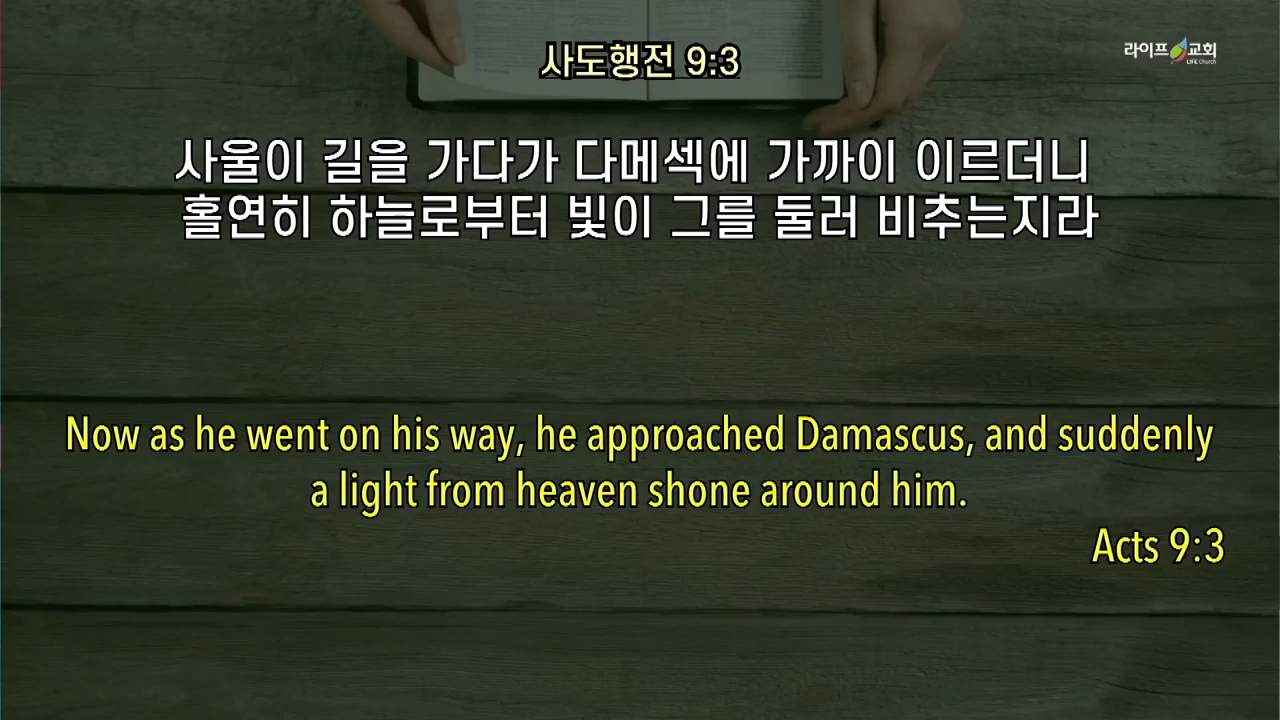 사도행전 9:3
라이프교회
LIFE Church
사울이 길을 가다가 다메섹에 가까이 이르더니
홀연히 하늘로부터 빛이 그를 둘러 비추는지라
Now as he went on his way, he approached Damascus, and suddenly
a light from heaven shone around him.
Acts 9:3